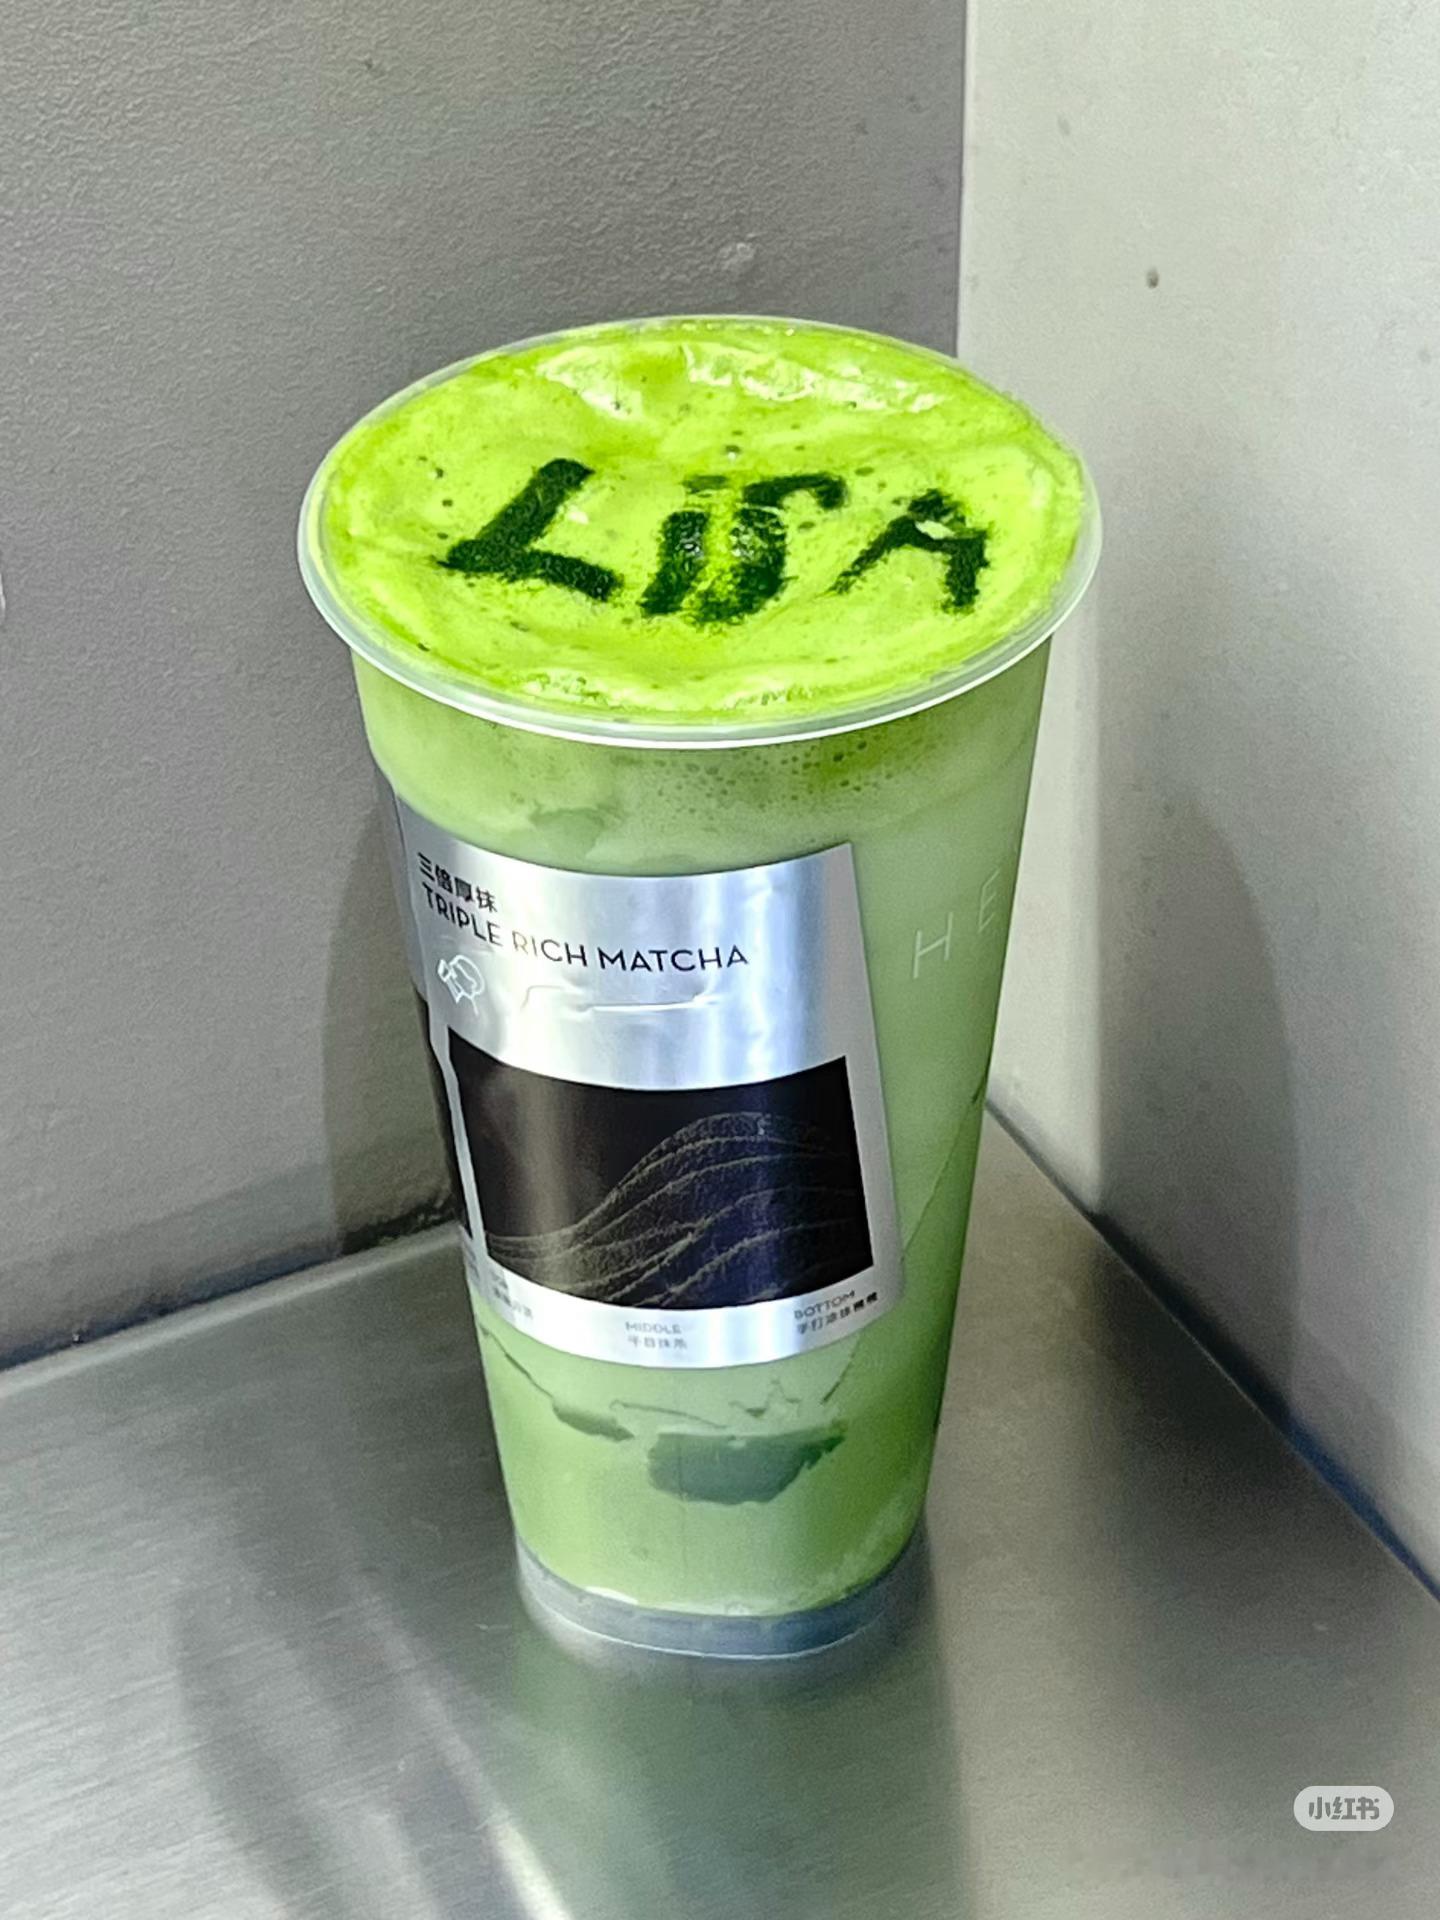 LISA
三倍厚抹
TRIPLE RICH MATCHA
HE
MIDDLE
BOTTOM
小红书